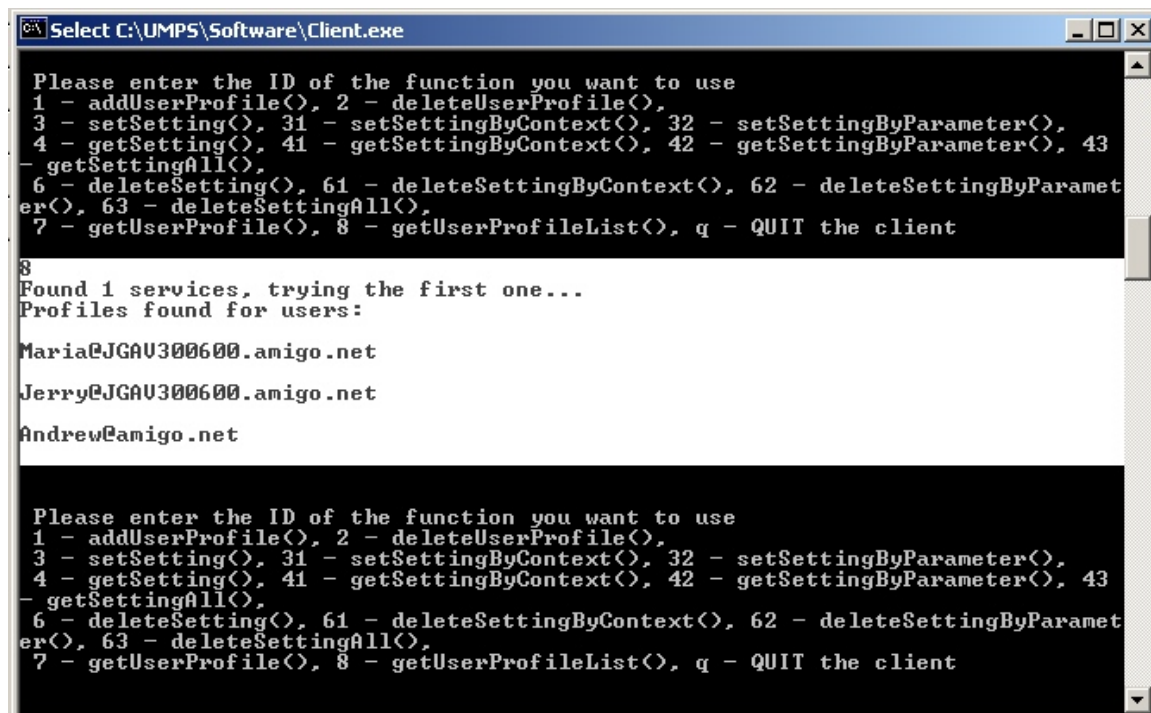 Select C:\UMPS\Software\Client.exe
Please enter the ID of the function you want to use
1 - addUserProfile(), 2 - deleteUserProfile(),
3 - setSetting(), 31 - setSettingByContext(), 32 - setSettingByParameter(),
4 - getSetting(), 41 - getSettingByContext(), 42 - getSettingByParameter(), 43
- getSettingAll(),
6 - deleteSetting(), 61 - deleteSettingByContext(), 62 - deleteSettingByParamet
er(), 63 - deleteSettingAll(),
7 - getUserProfile(), 8 - getUserProfileList(), q - QUIT the client
8
Found 1 services, trying the first one...
Profiles found for users:
Maria@JGAV300600.amigo.net
Jerry@JGAV300600.amigo.net
Andrew@amigo.net
Please enter the ID of the function you want to use
1 - addUserProfile(), 2 - deleteUserProfile(),
3 - setSetting(), 31 - setSettingByContext(), 32 - setSettingByParameter(),
4 - getSetting(), 41 - getSettingByContext(), 42 - getSettingByParameter(), 43
- getSettingAll(),
6 - deleteSetting(), 61 - deleteSettingByContext(), 62 - deleteSettingByParamet
er(), 63 - deleteSettingAll(),
7 - getUserProfile(), 8 - getUserProfileList(), q - QUIT the client